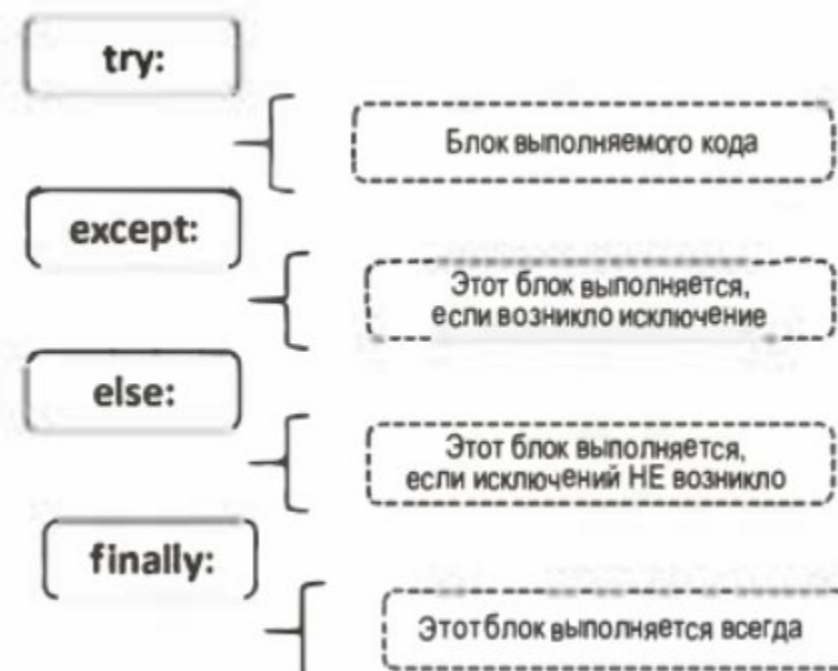 try:
Блок выполняемого кода
except:
Этот блок выполняется,
если возникло исключение
else:
Этот блок выполняется,
если исключений НЕ возникло
finally:
Этот блок выполняется всегда